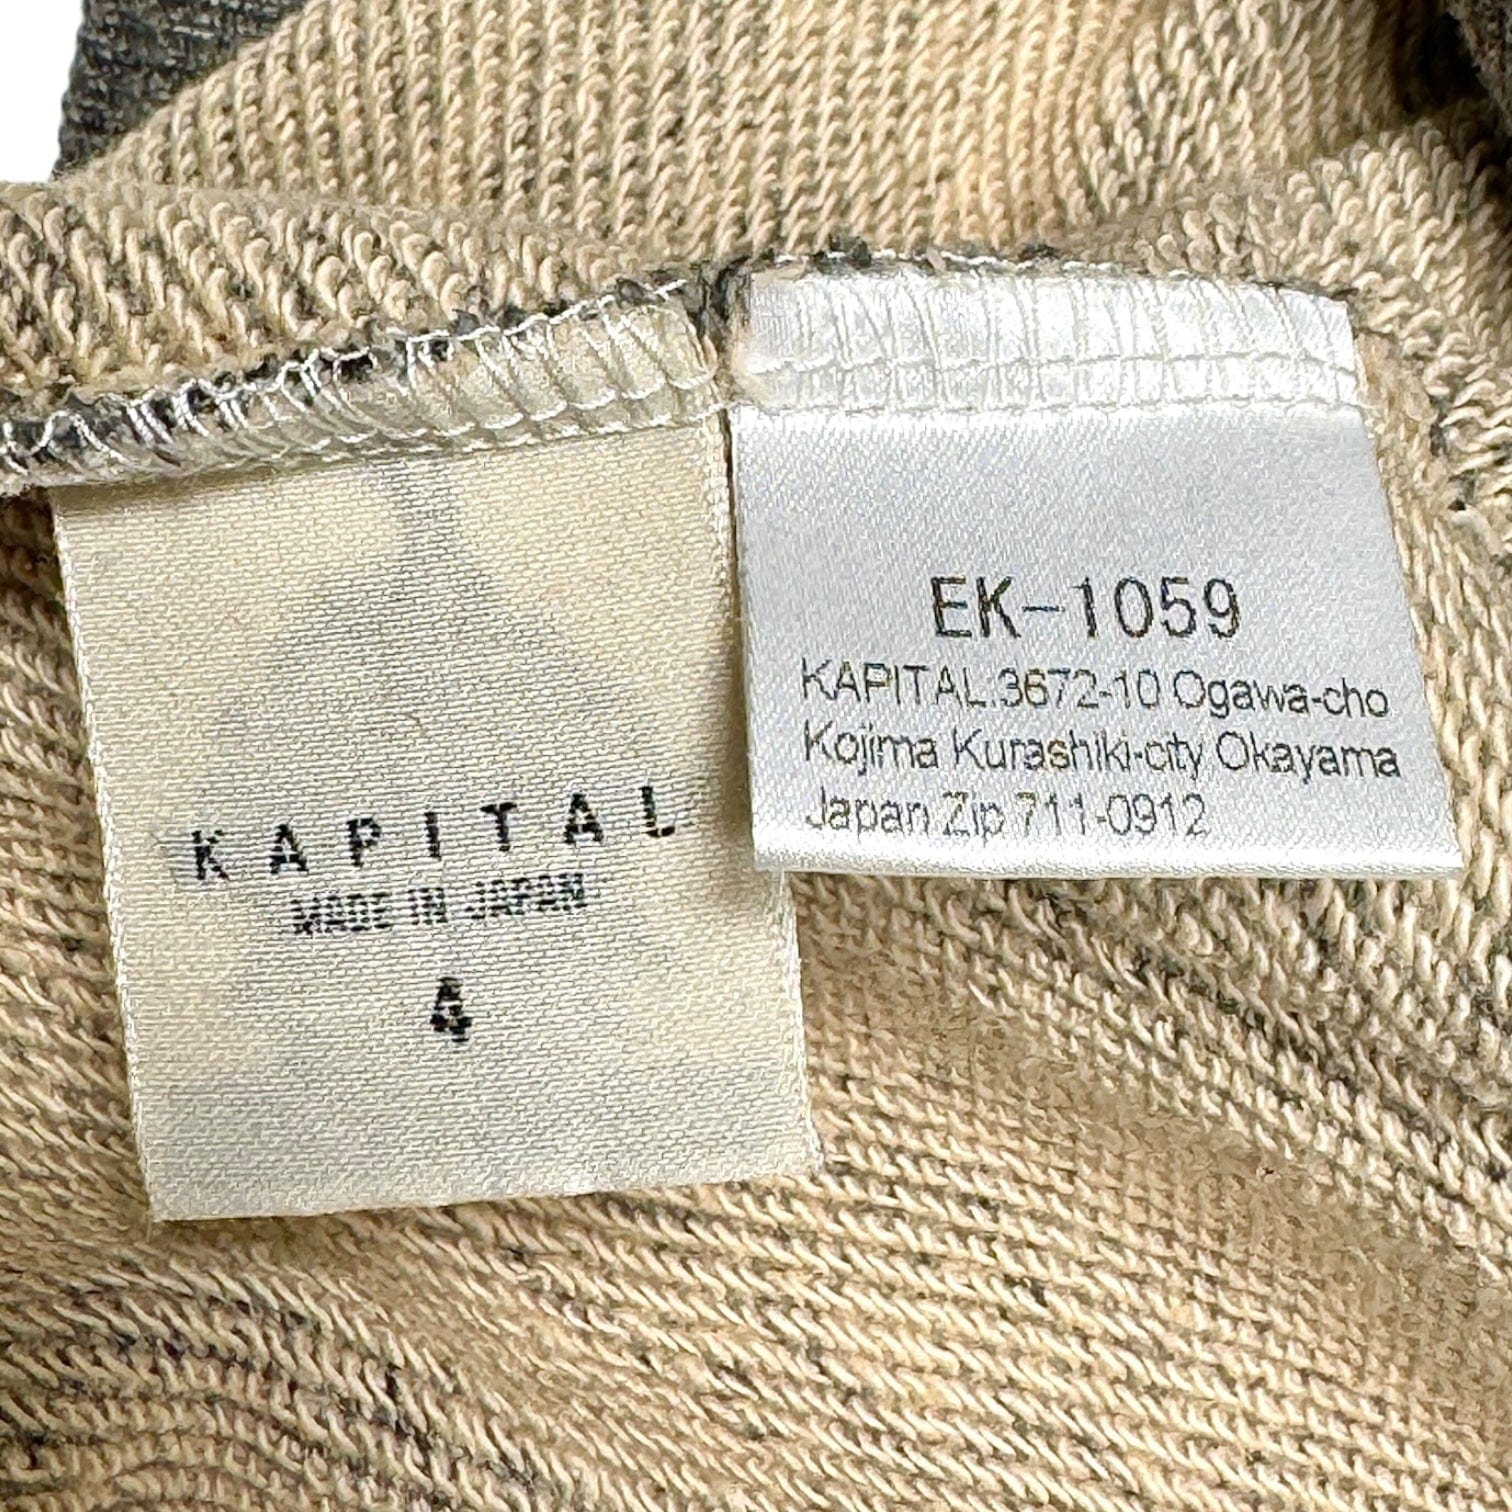 KAPITAL
MADE IN JAPAN
4
EK-1059
KAPITAL.3672-10 Ogawa-cho
Kojima Kurashiki-city Okayama
Japan Zip 711-0912